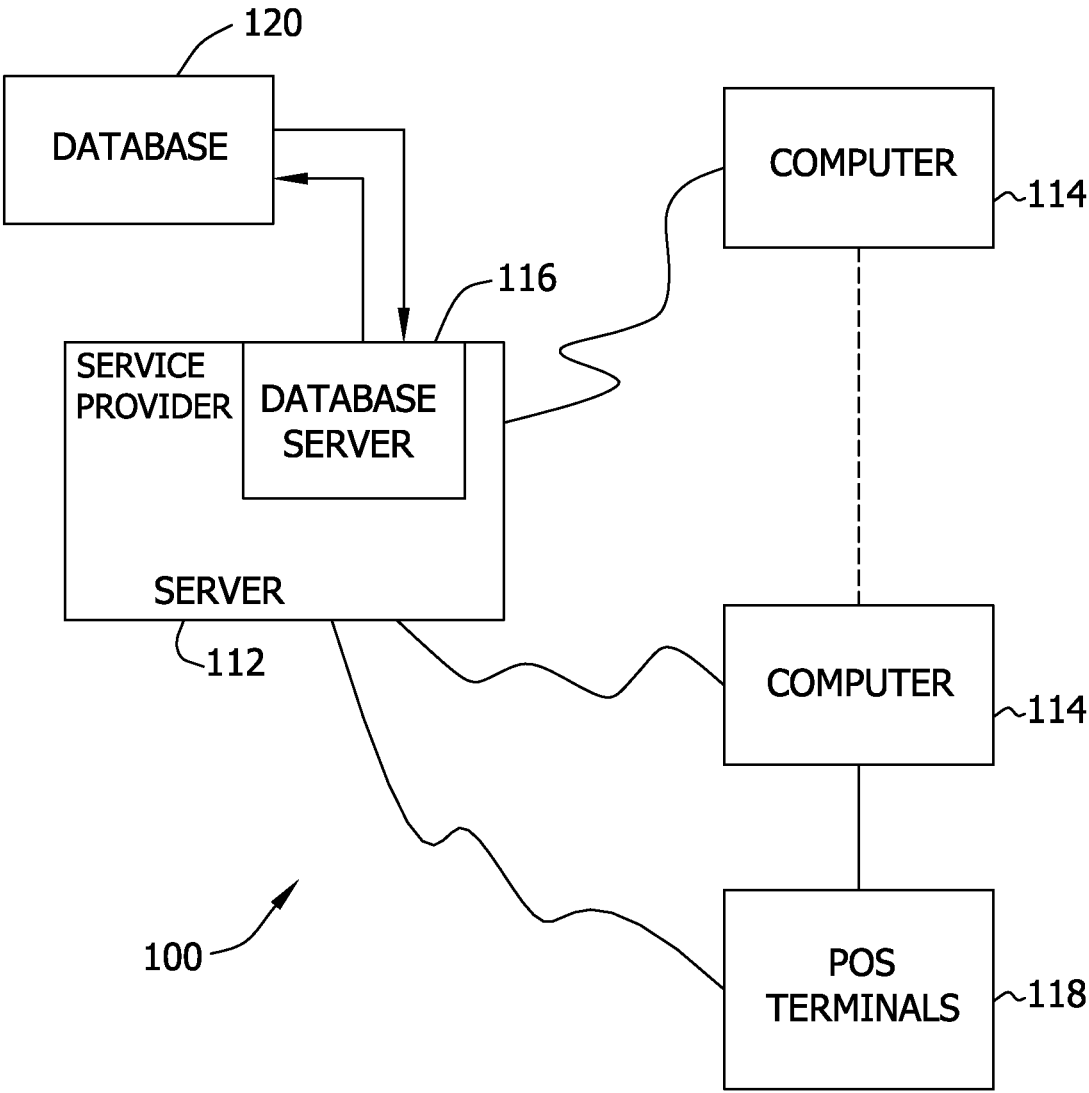 120
DATABASE
COMPUTER
114
116
SERVICE
PROVIDER
DATABASE
SERVER
SERVER
112
COMPUTER
114
100
POS
TERMINALS
118